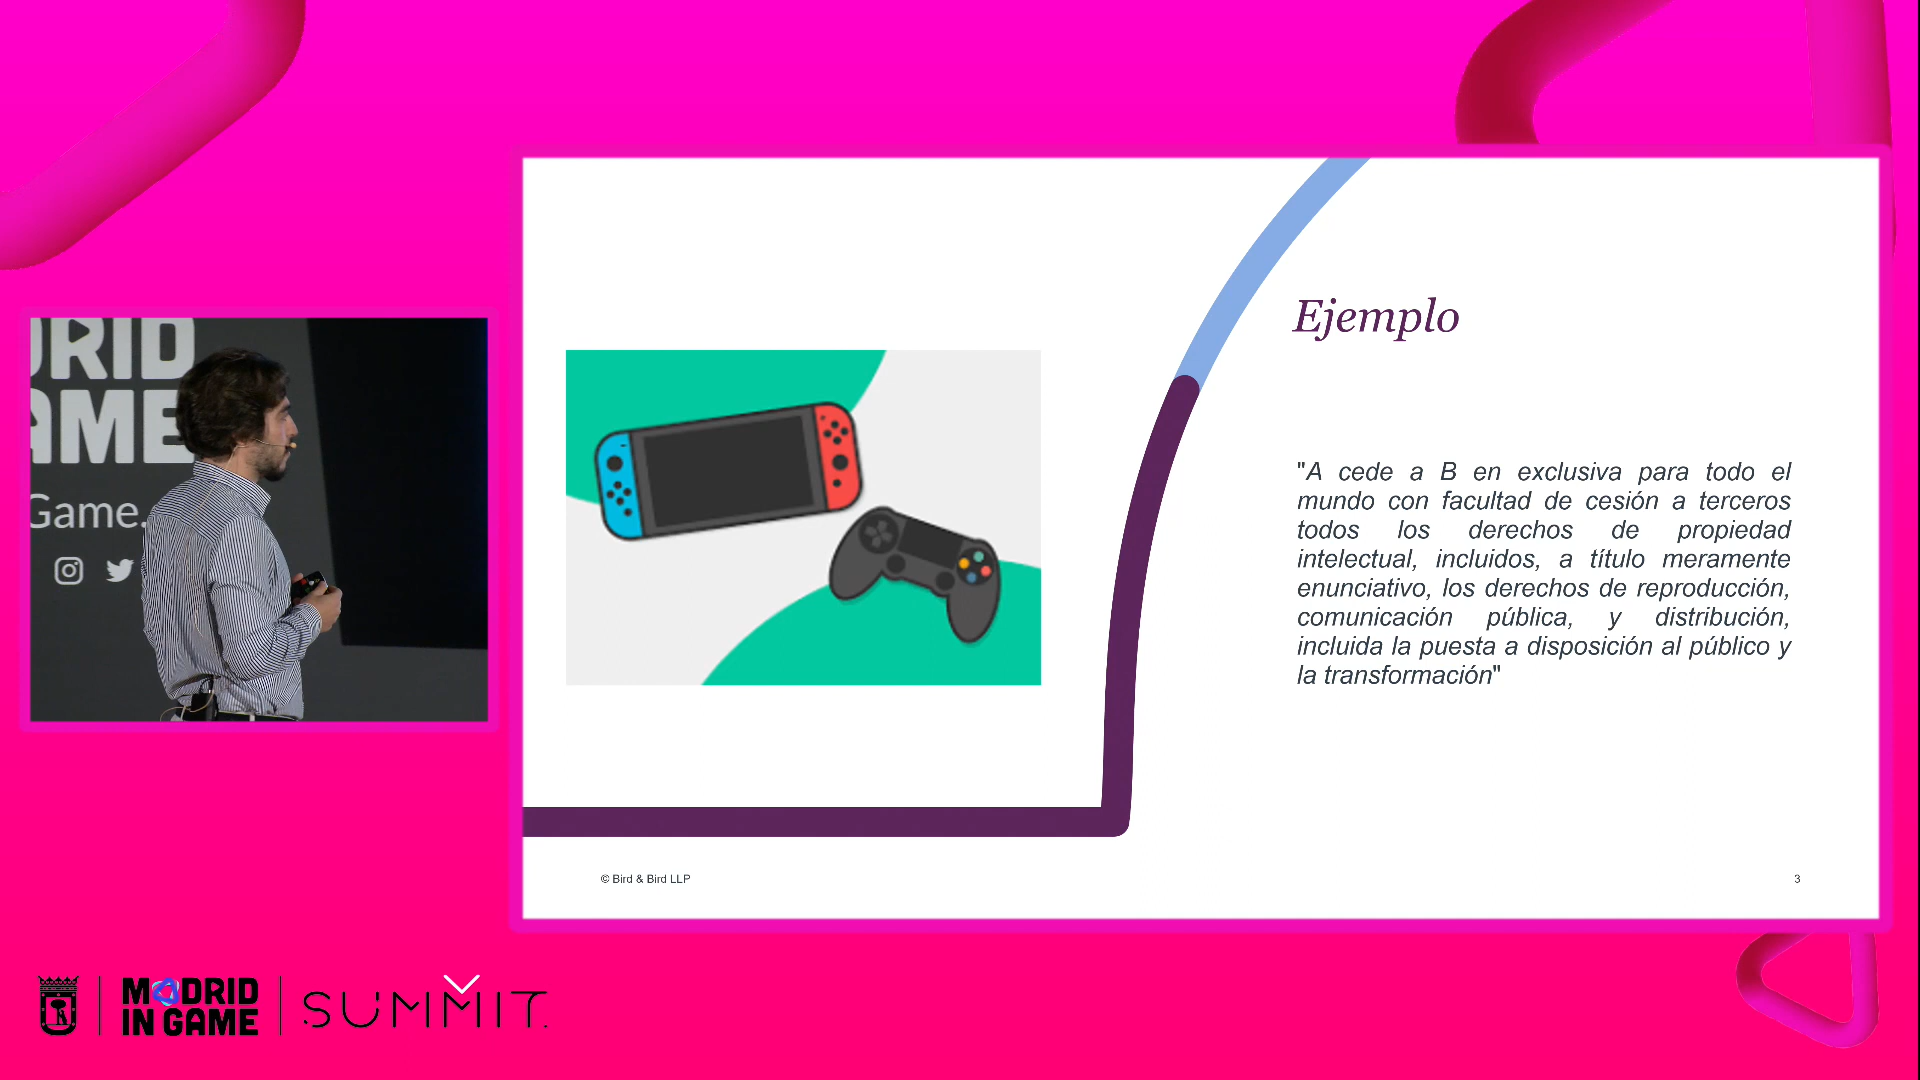 DRID
AME
Game.
Ejemplo
"A cede a B en exclusiva para todo el
mundo con facultad de cesión a terceros
todos los derechos de propiedad
intelectual, incluidos, a título meramente
enunciativo, los derechos de reproducción,
comunicación pública, y distribución,
incluida la puesta a disposición al público y
la transformación"
© Bird & Bird LLP
3
MADRID
IN GAME
SUMMIT.